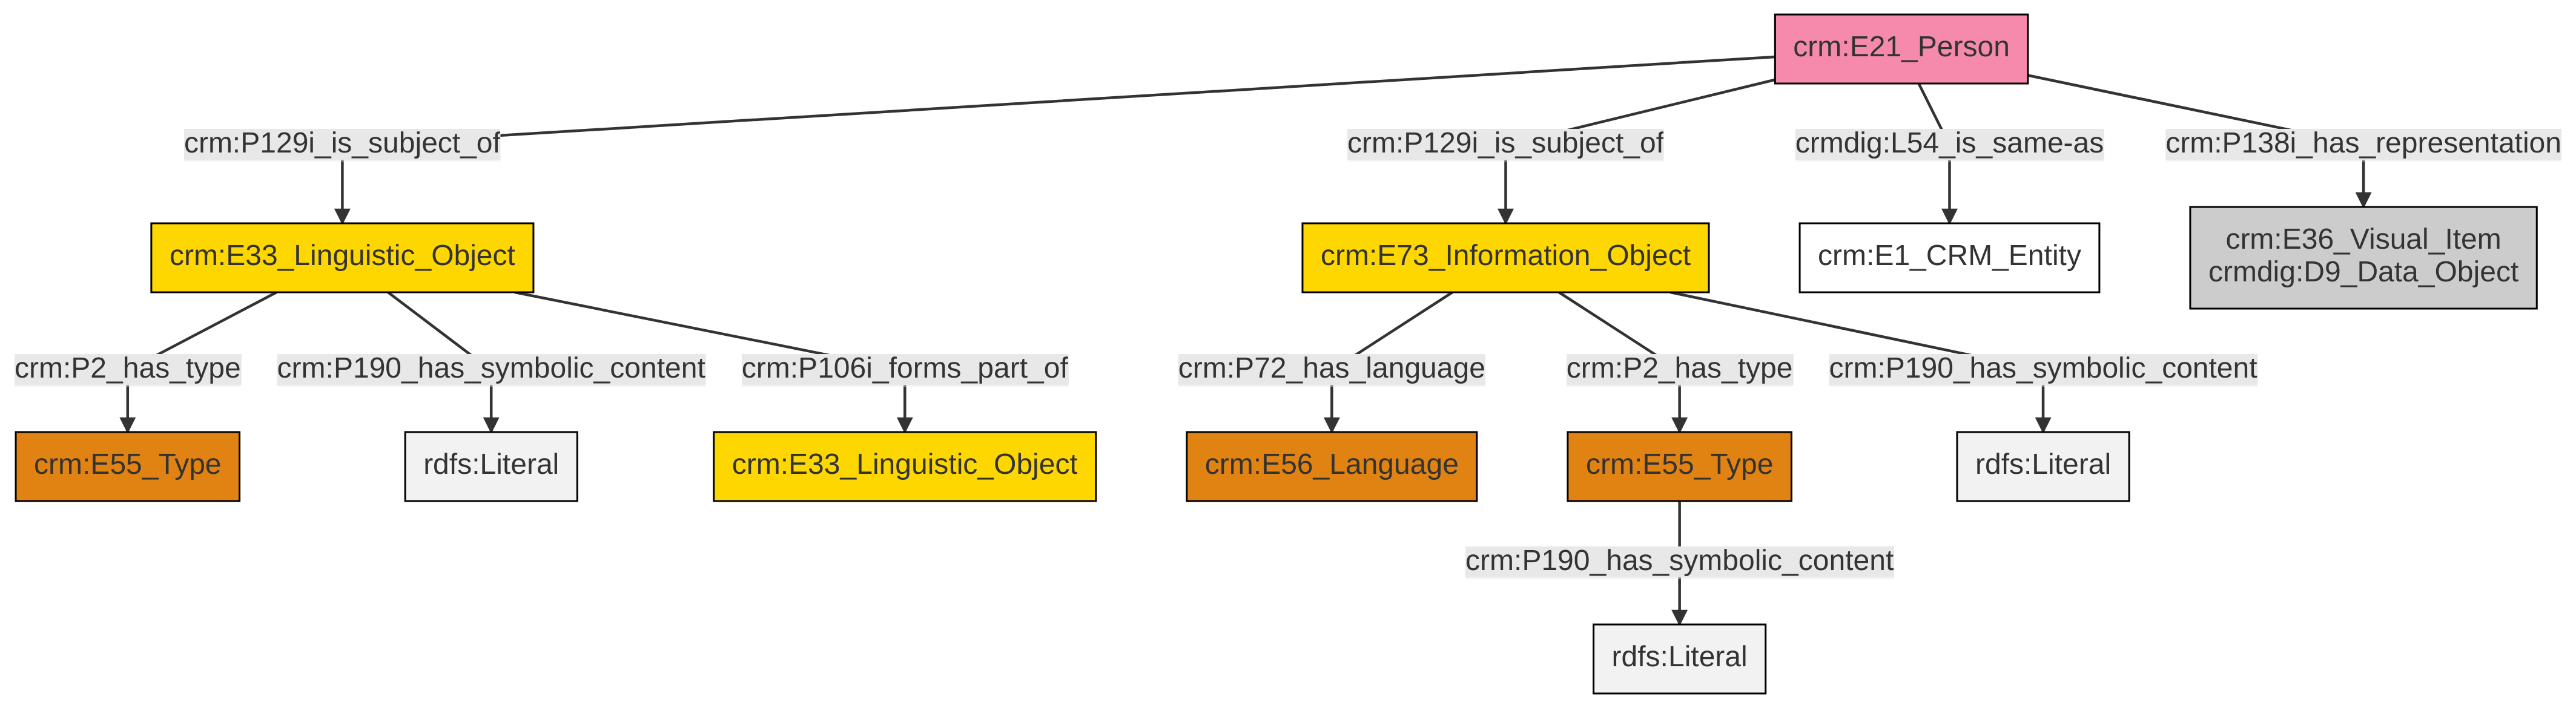 crm:E21_Person
crm:P129i_is_subject_of
crm:P129i_is_subject_of
crmdig:L54_is_same-as
crm:P138i_has_representation
crm:E33_Linguistic_Object
crm:E73_Information_Object
crm:E1_CRM_Entity
crm:E36_Visual_Item
crmdig:D9_Data_Object
crm:P2_has_type
crm:P190_has_symbolic_content
crm:P106i_forms_part_of
crm:P72_has_language
crm:P2_has_type
crm:P190_has_symbolic_content
crm:E55_Type
rdfs:Literal
crm:E33_Linguistic_Object
crm:E56_Language
crm:E55_Type
rdfs:Literal
crm:P190_has_symbolic_content
rdfs:Literal